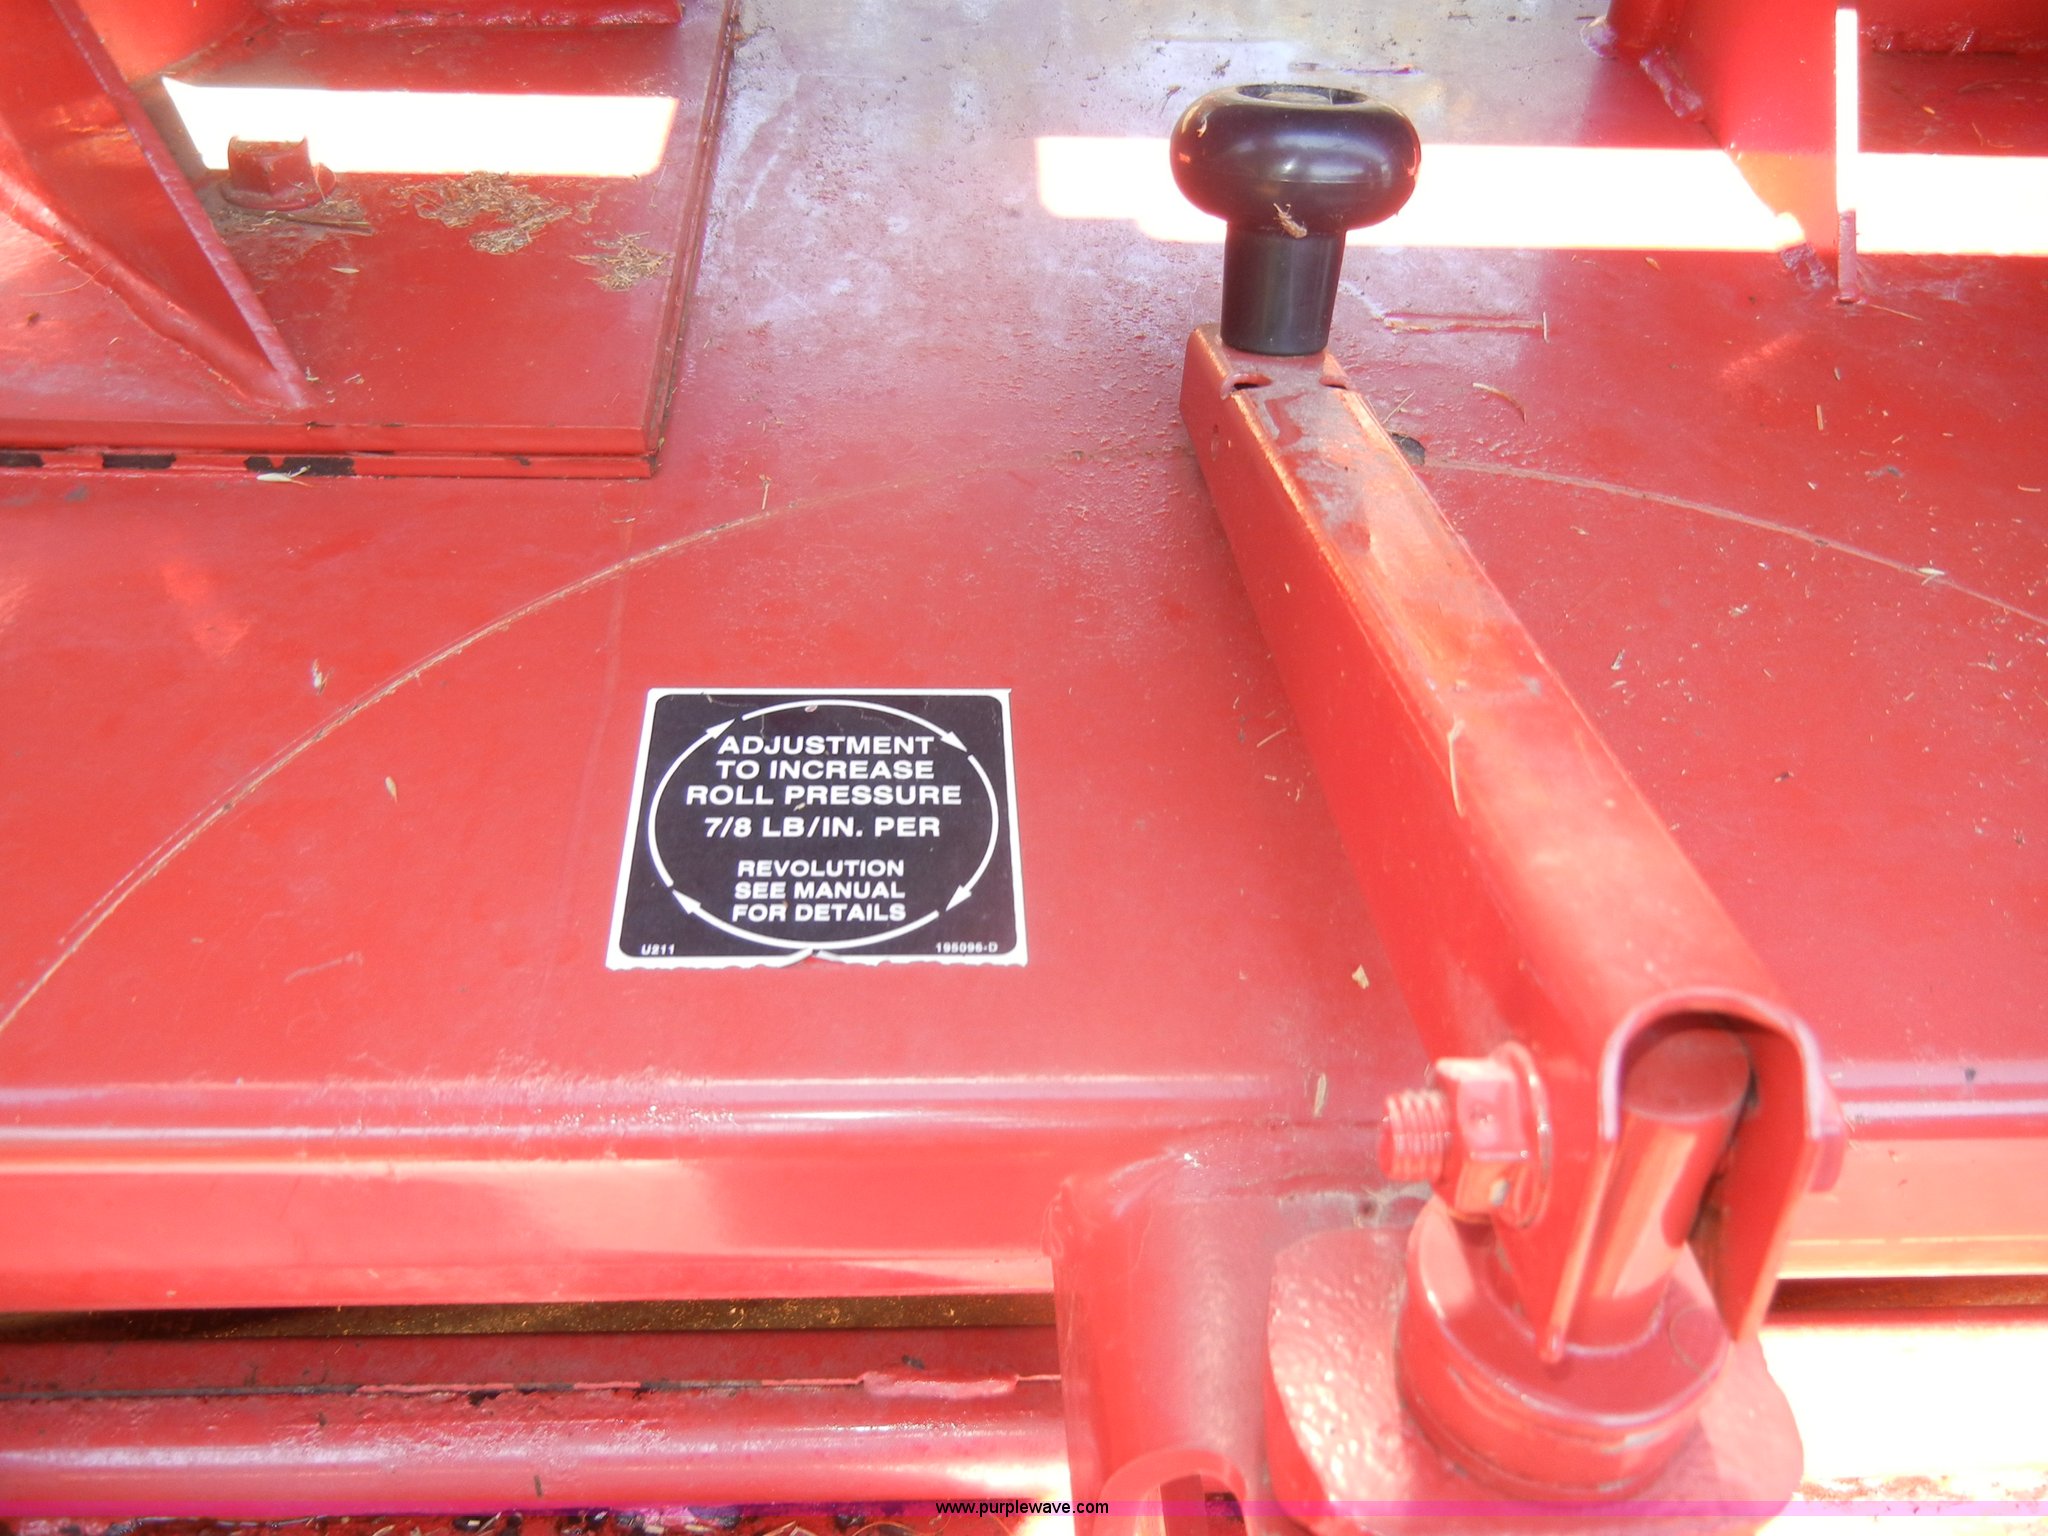 ADJUSTMENT
TO INCREASE
ROLL PRESSURE
7/8 LB/IN. PER
REVOLUTION
SEE MANUAL
FOR DETAILS
U211 195096-D
www.purplewave.com